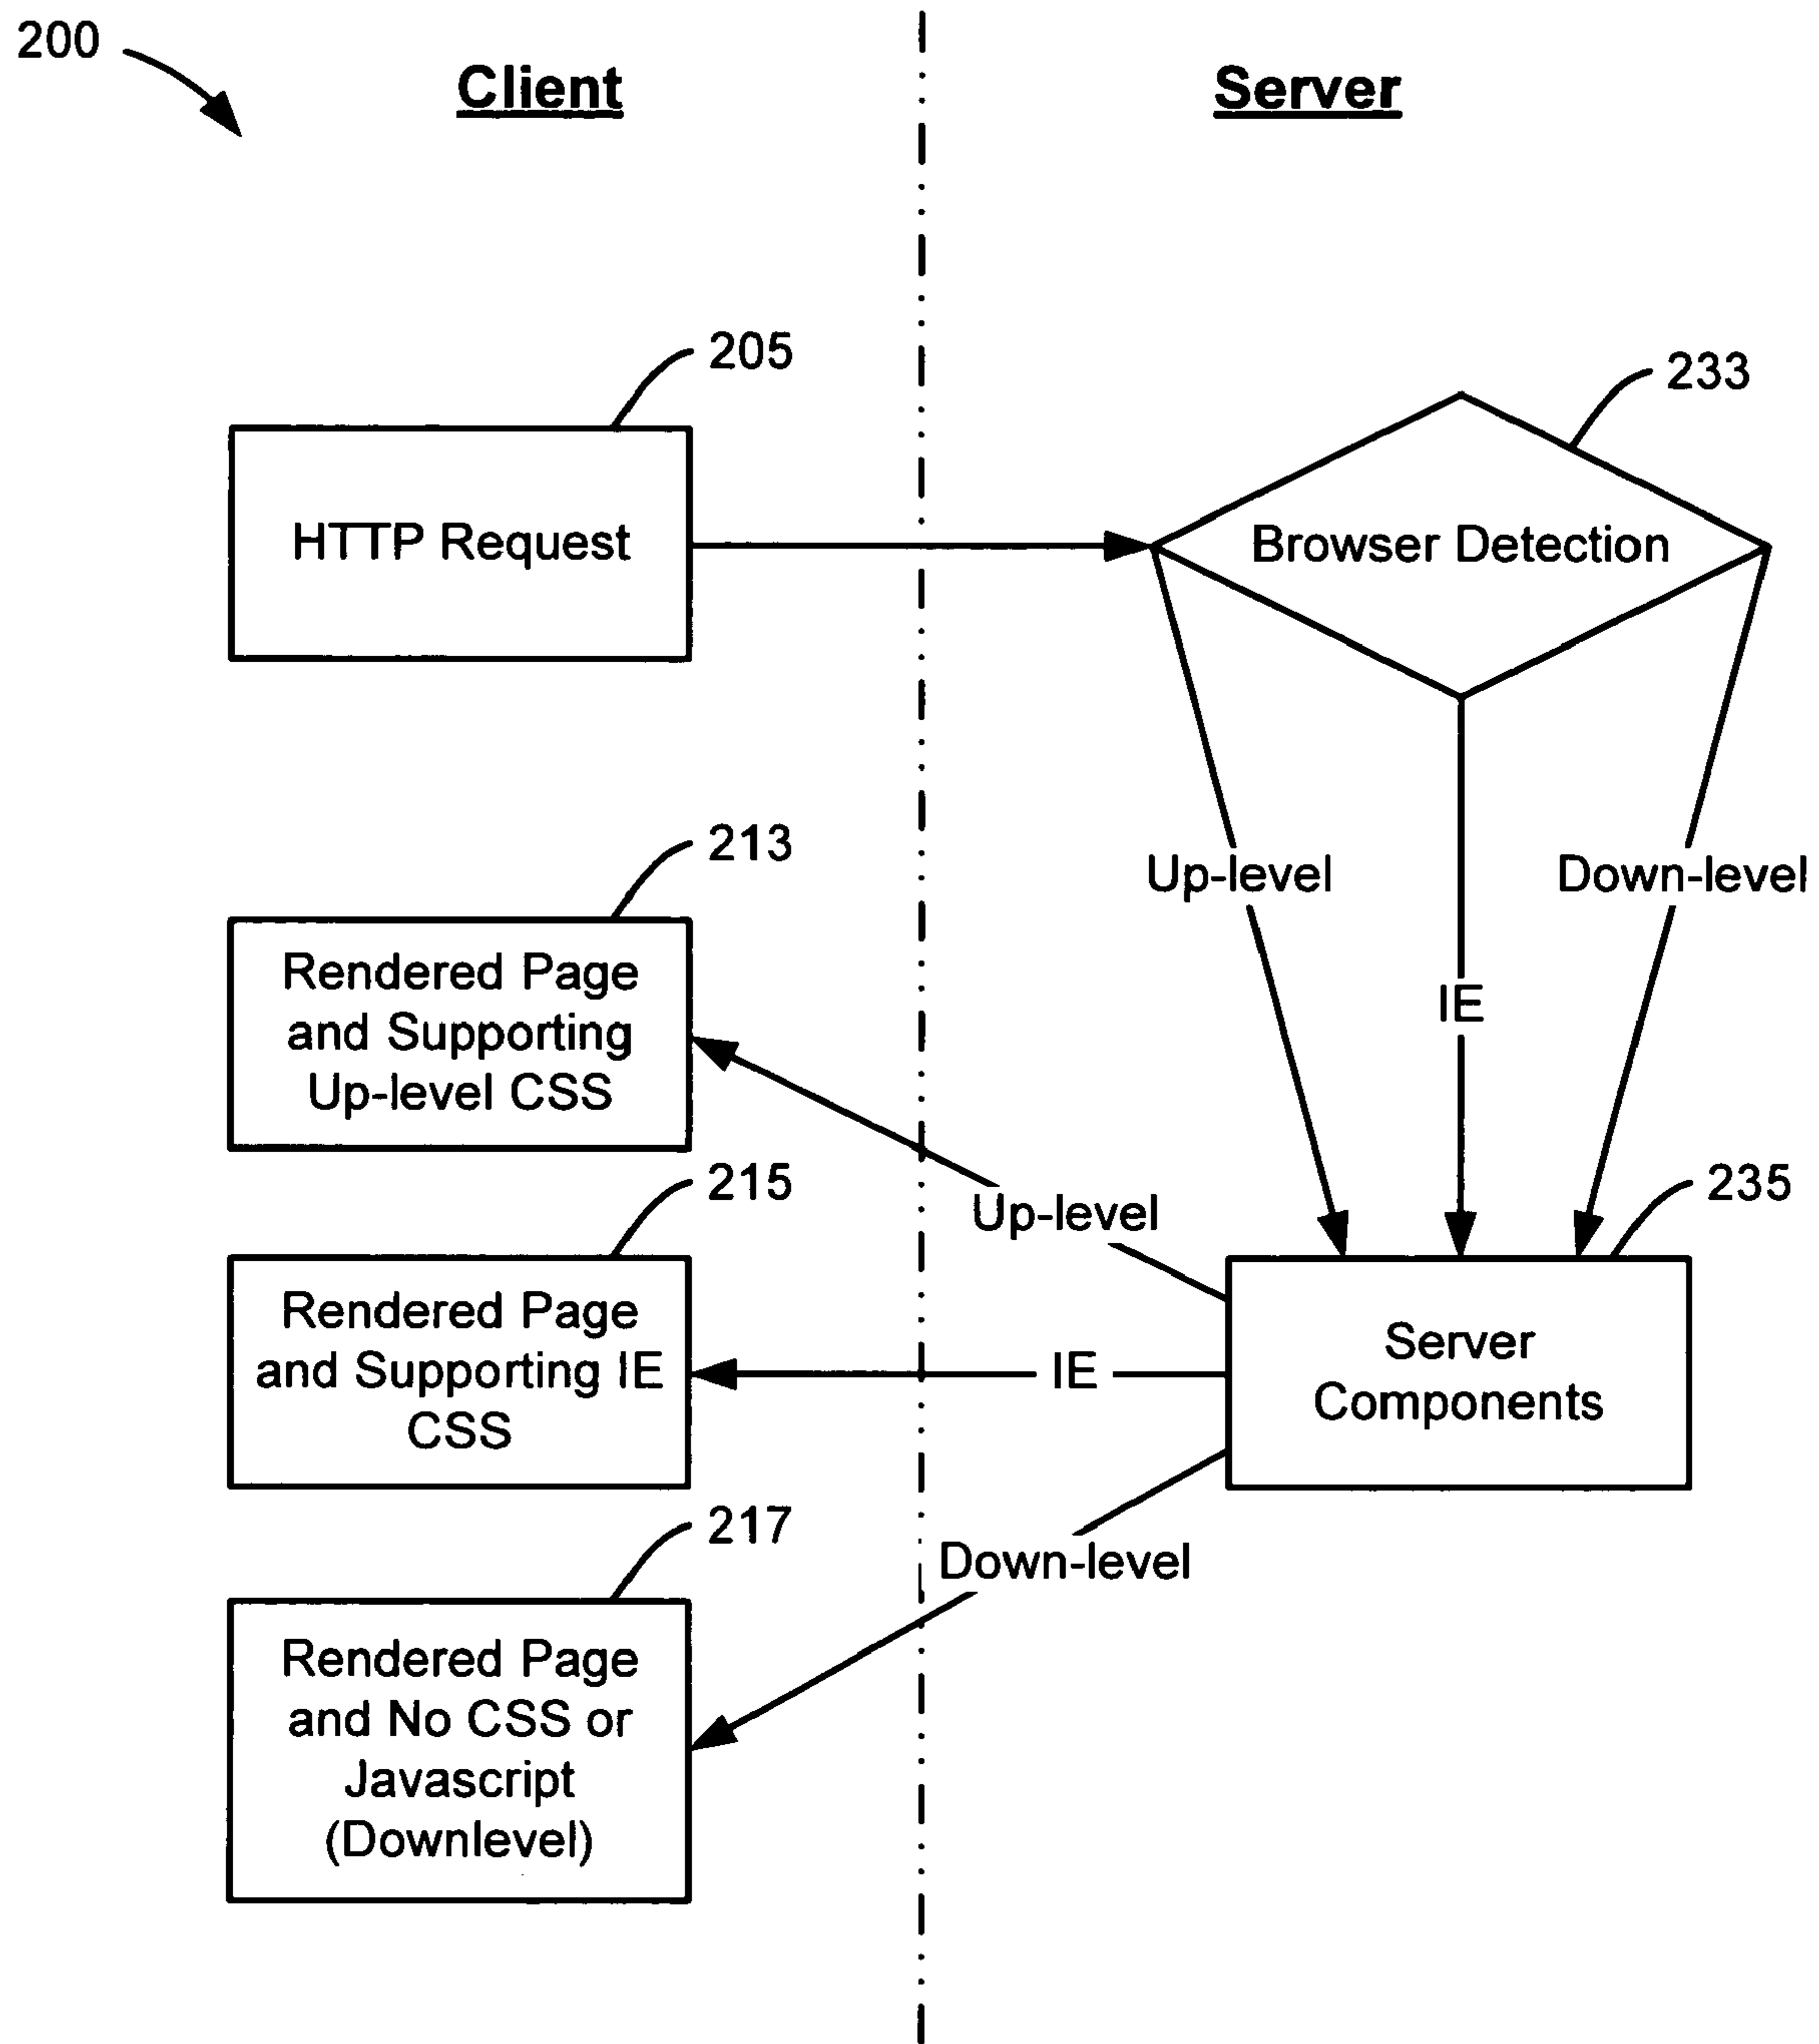 200
Client
Server
205
233
HTTP Request
Browser Detection
213
Up-level
Down-level
Rendered Page
and Supporting
Up-level CSS
IE
215
235
Up-level
Rendered Page
and Supporting IE
CSS
IE
Server
Components
217
Down-level
Rendered Page
and No CSS or
Javascript
(Downlevel)